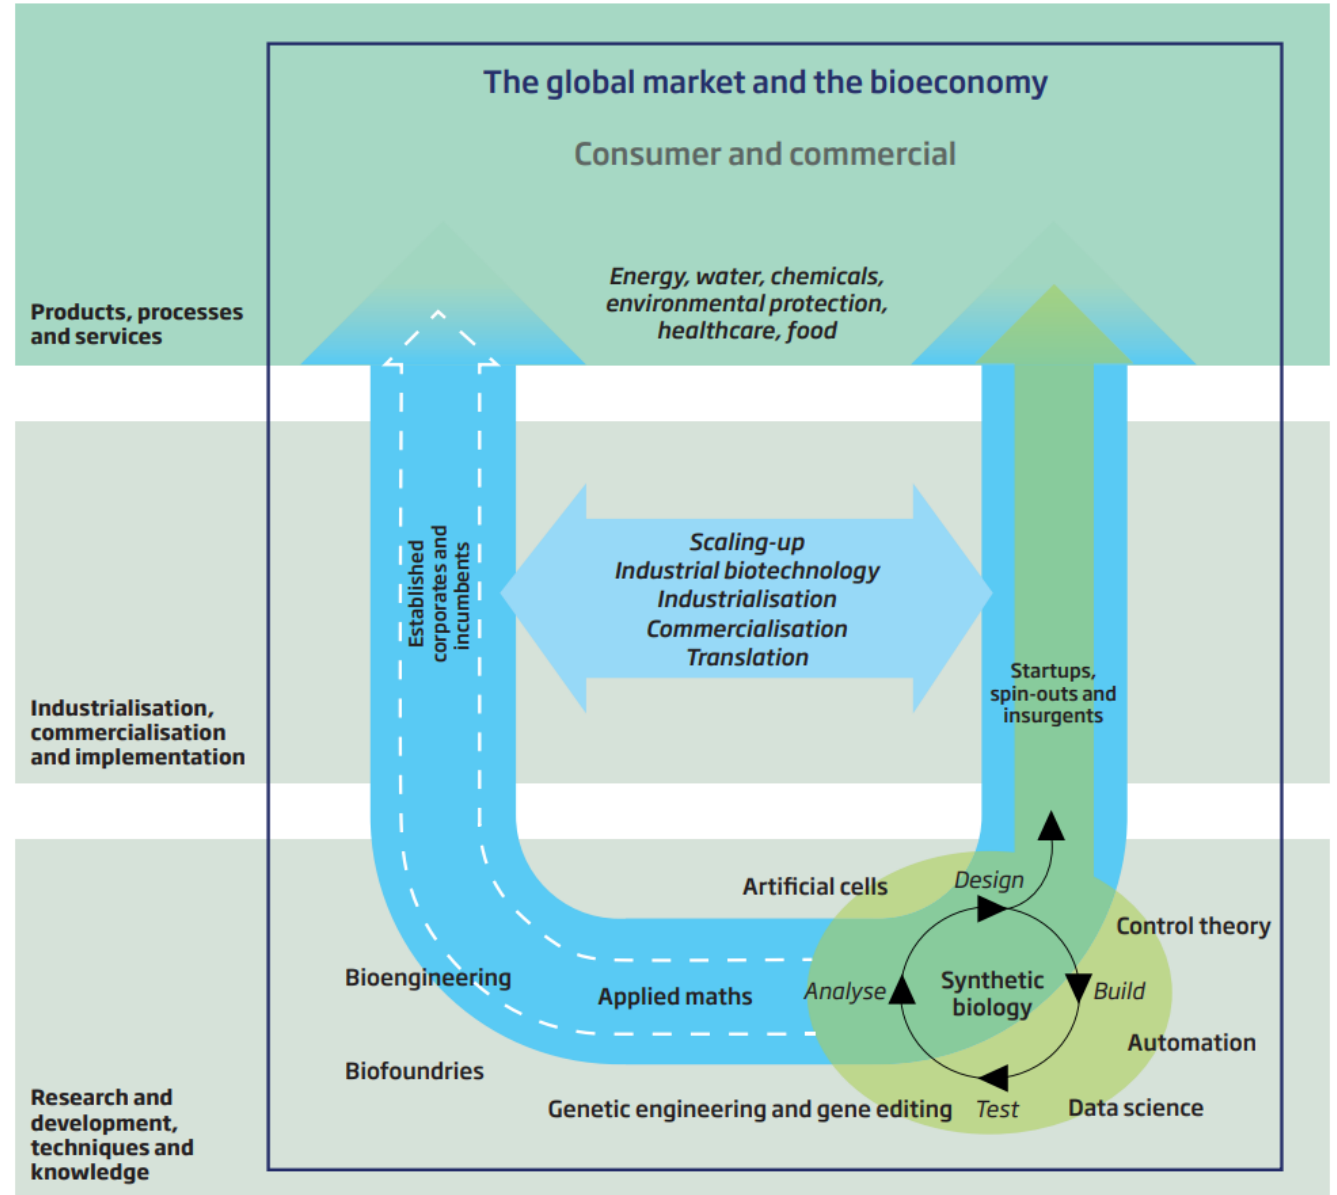 The global market and the bioeconomy
Consumer and commercial
Energy, water, chemicals,
environmental protection,
healthcare, food
Products, processes
and services
Established
corporates and
incumbents
Scaling-up
Industrial biotechnology
Industrialisation
Commercialisation
Translation
Startups,
spin-outs and
insurgents
Industrialisation,
commercialisation
and implementation
Artificial cells
Design
Control theory
Bioengineering
Applied maths
Analyse
Synthetic
biology
Build
Automation
Biofoundries
Genetic engineering and gene editing
Test
Data science
Research and
development,
techniques and
knowledge